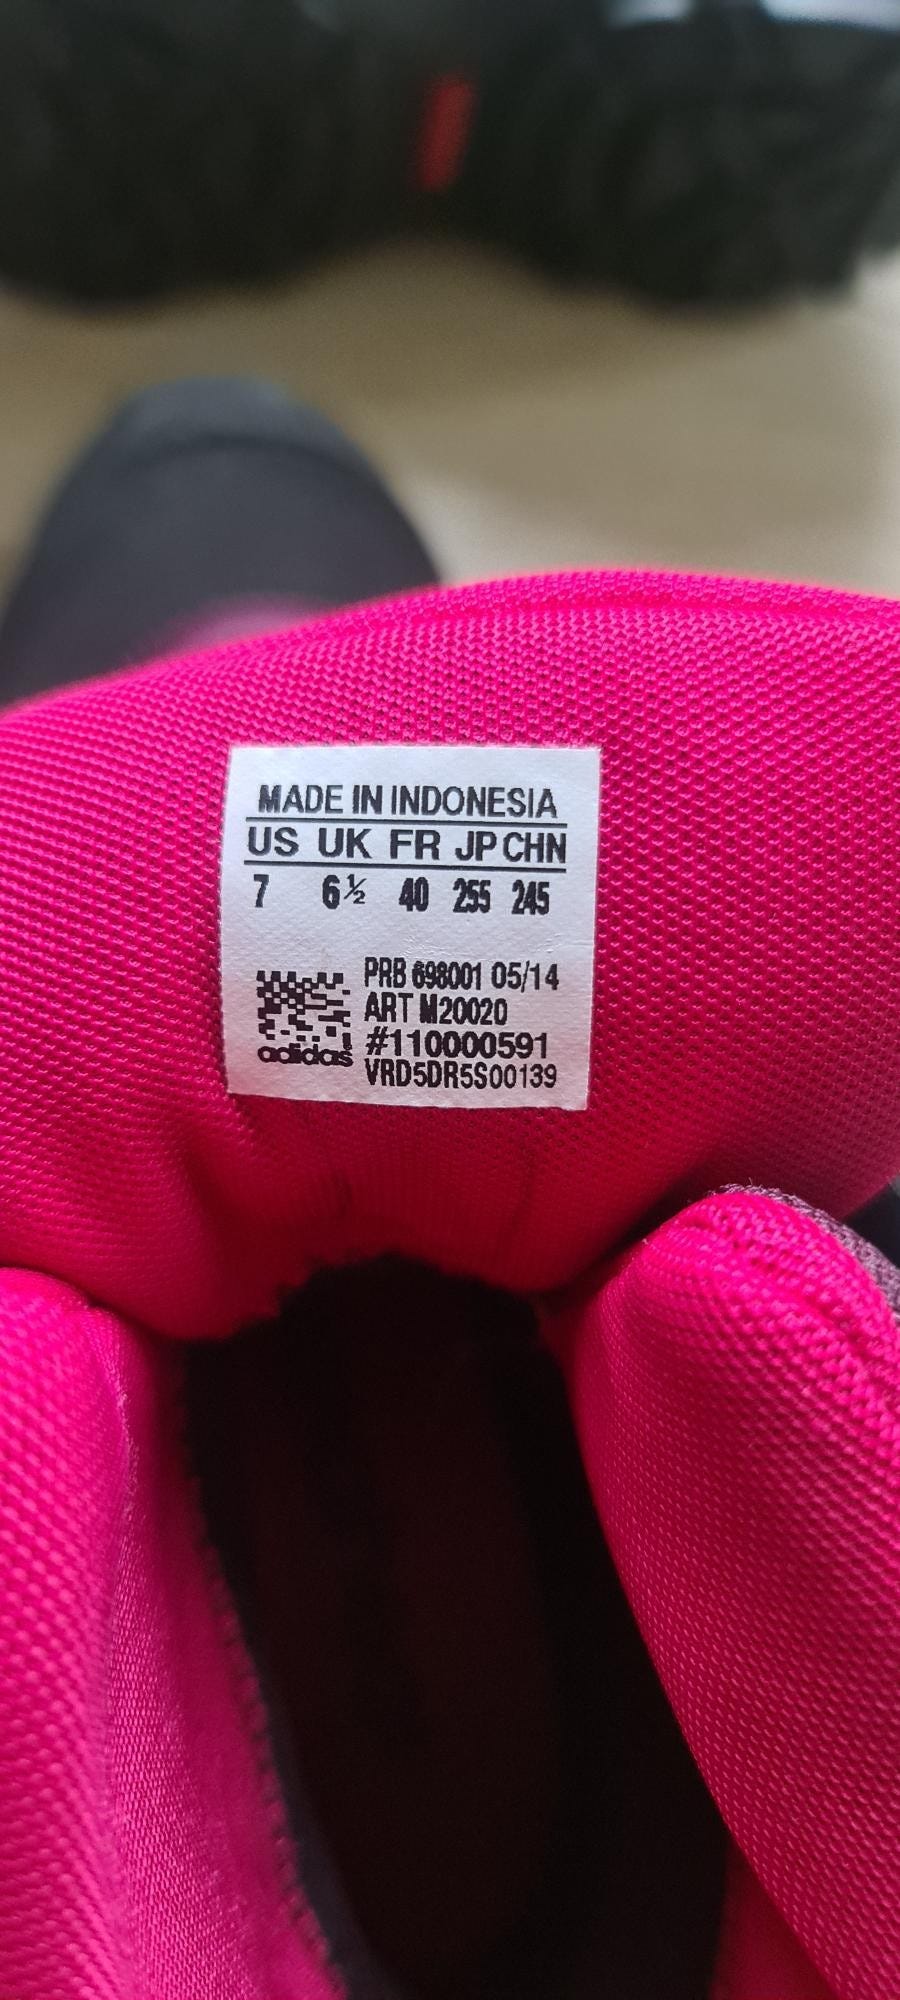 MADE IN INDONESIA
US UK FR JP CHN
7 6½ 40 255 245
PRB 698001 05/14
ART M20020
#110000591
adidas VRD5DR5S00139